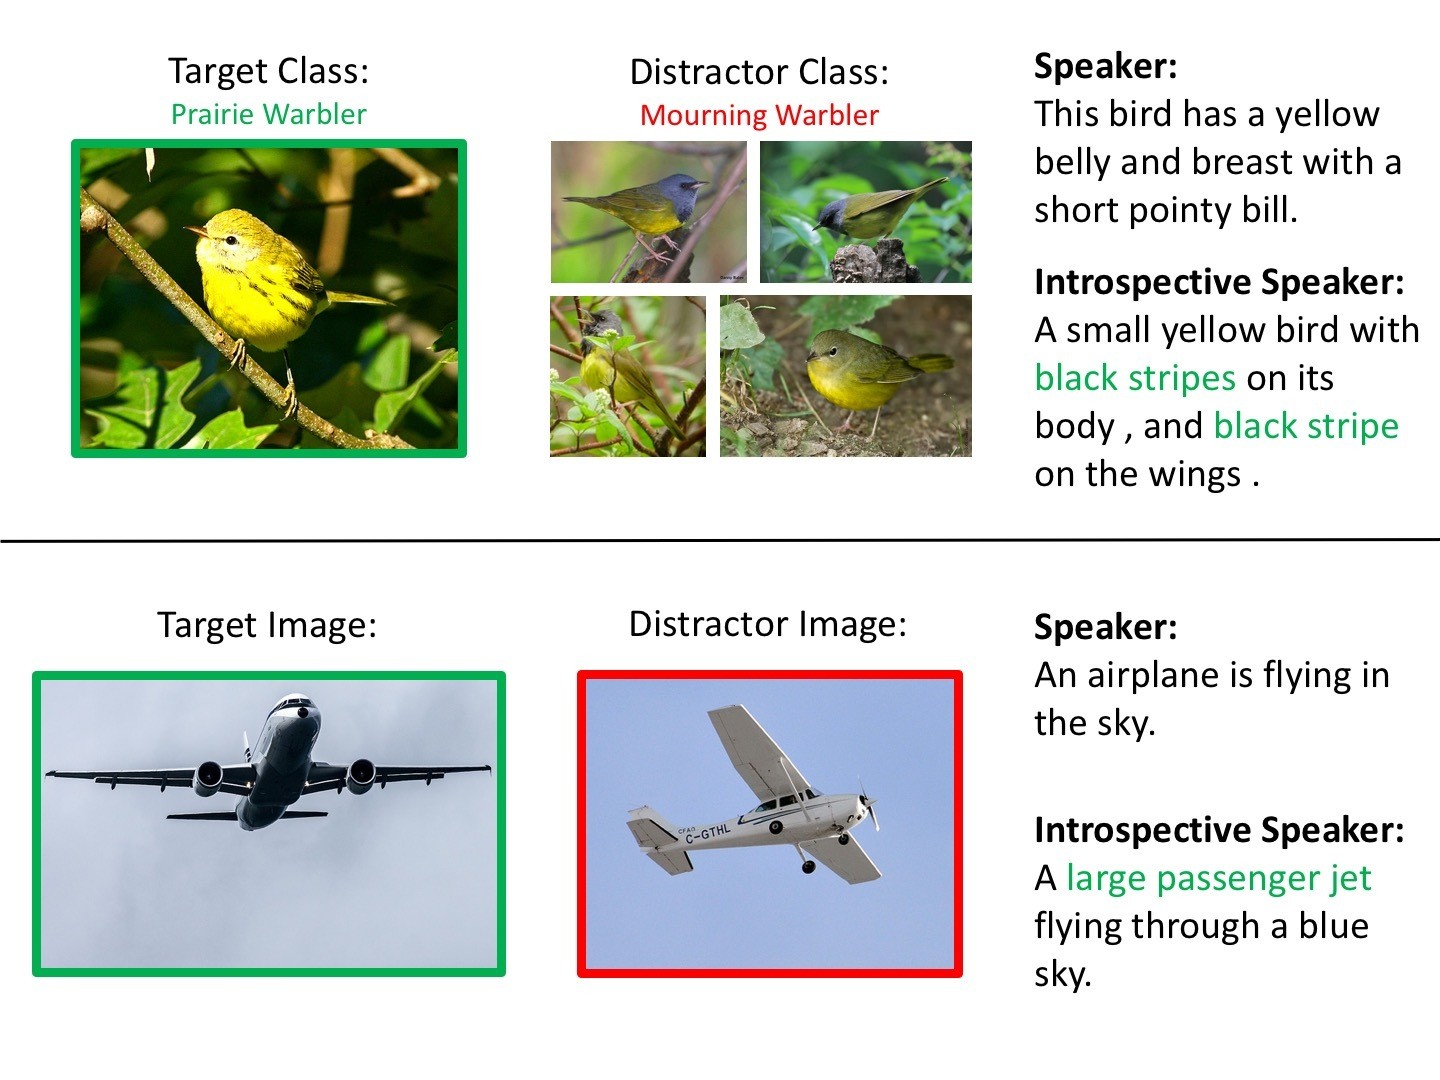 Target Class:
Prairie Warbler
Distractor Class:
Mourning Warbler
Speaker:
This bird has a yellow
belly and breast with a
short pointy bill.
Introspective Speaker:
A small yellow bird with
black stripes on its
body , and black stripe
on the wings .
Target Image:
Distractor Image:
C-GTHL
Speaker:
An airplane is flying in
the sky.
Introspective Speaker:
A large passenger jet
flying through a blue
sky.